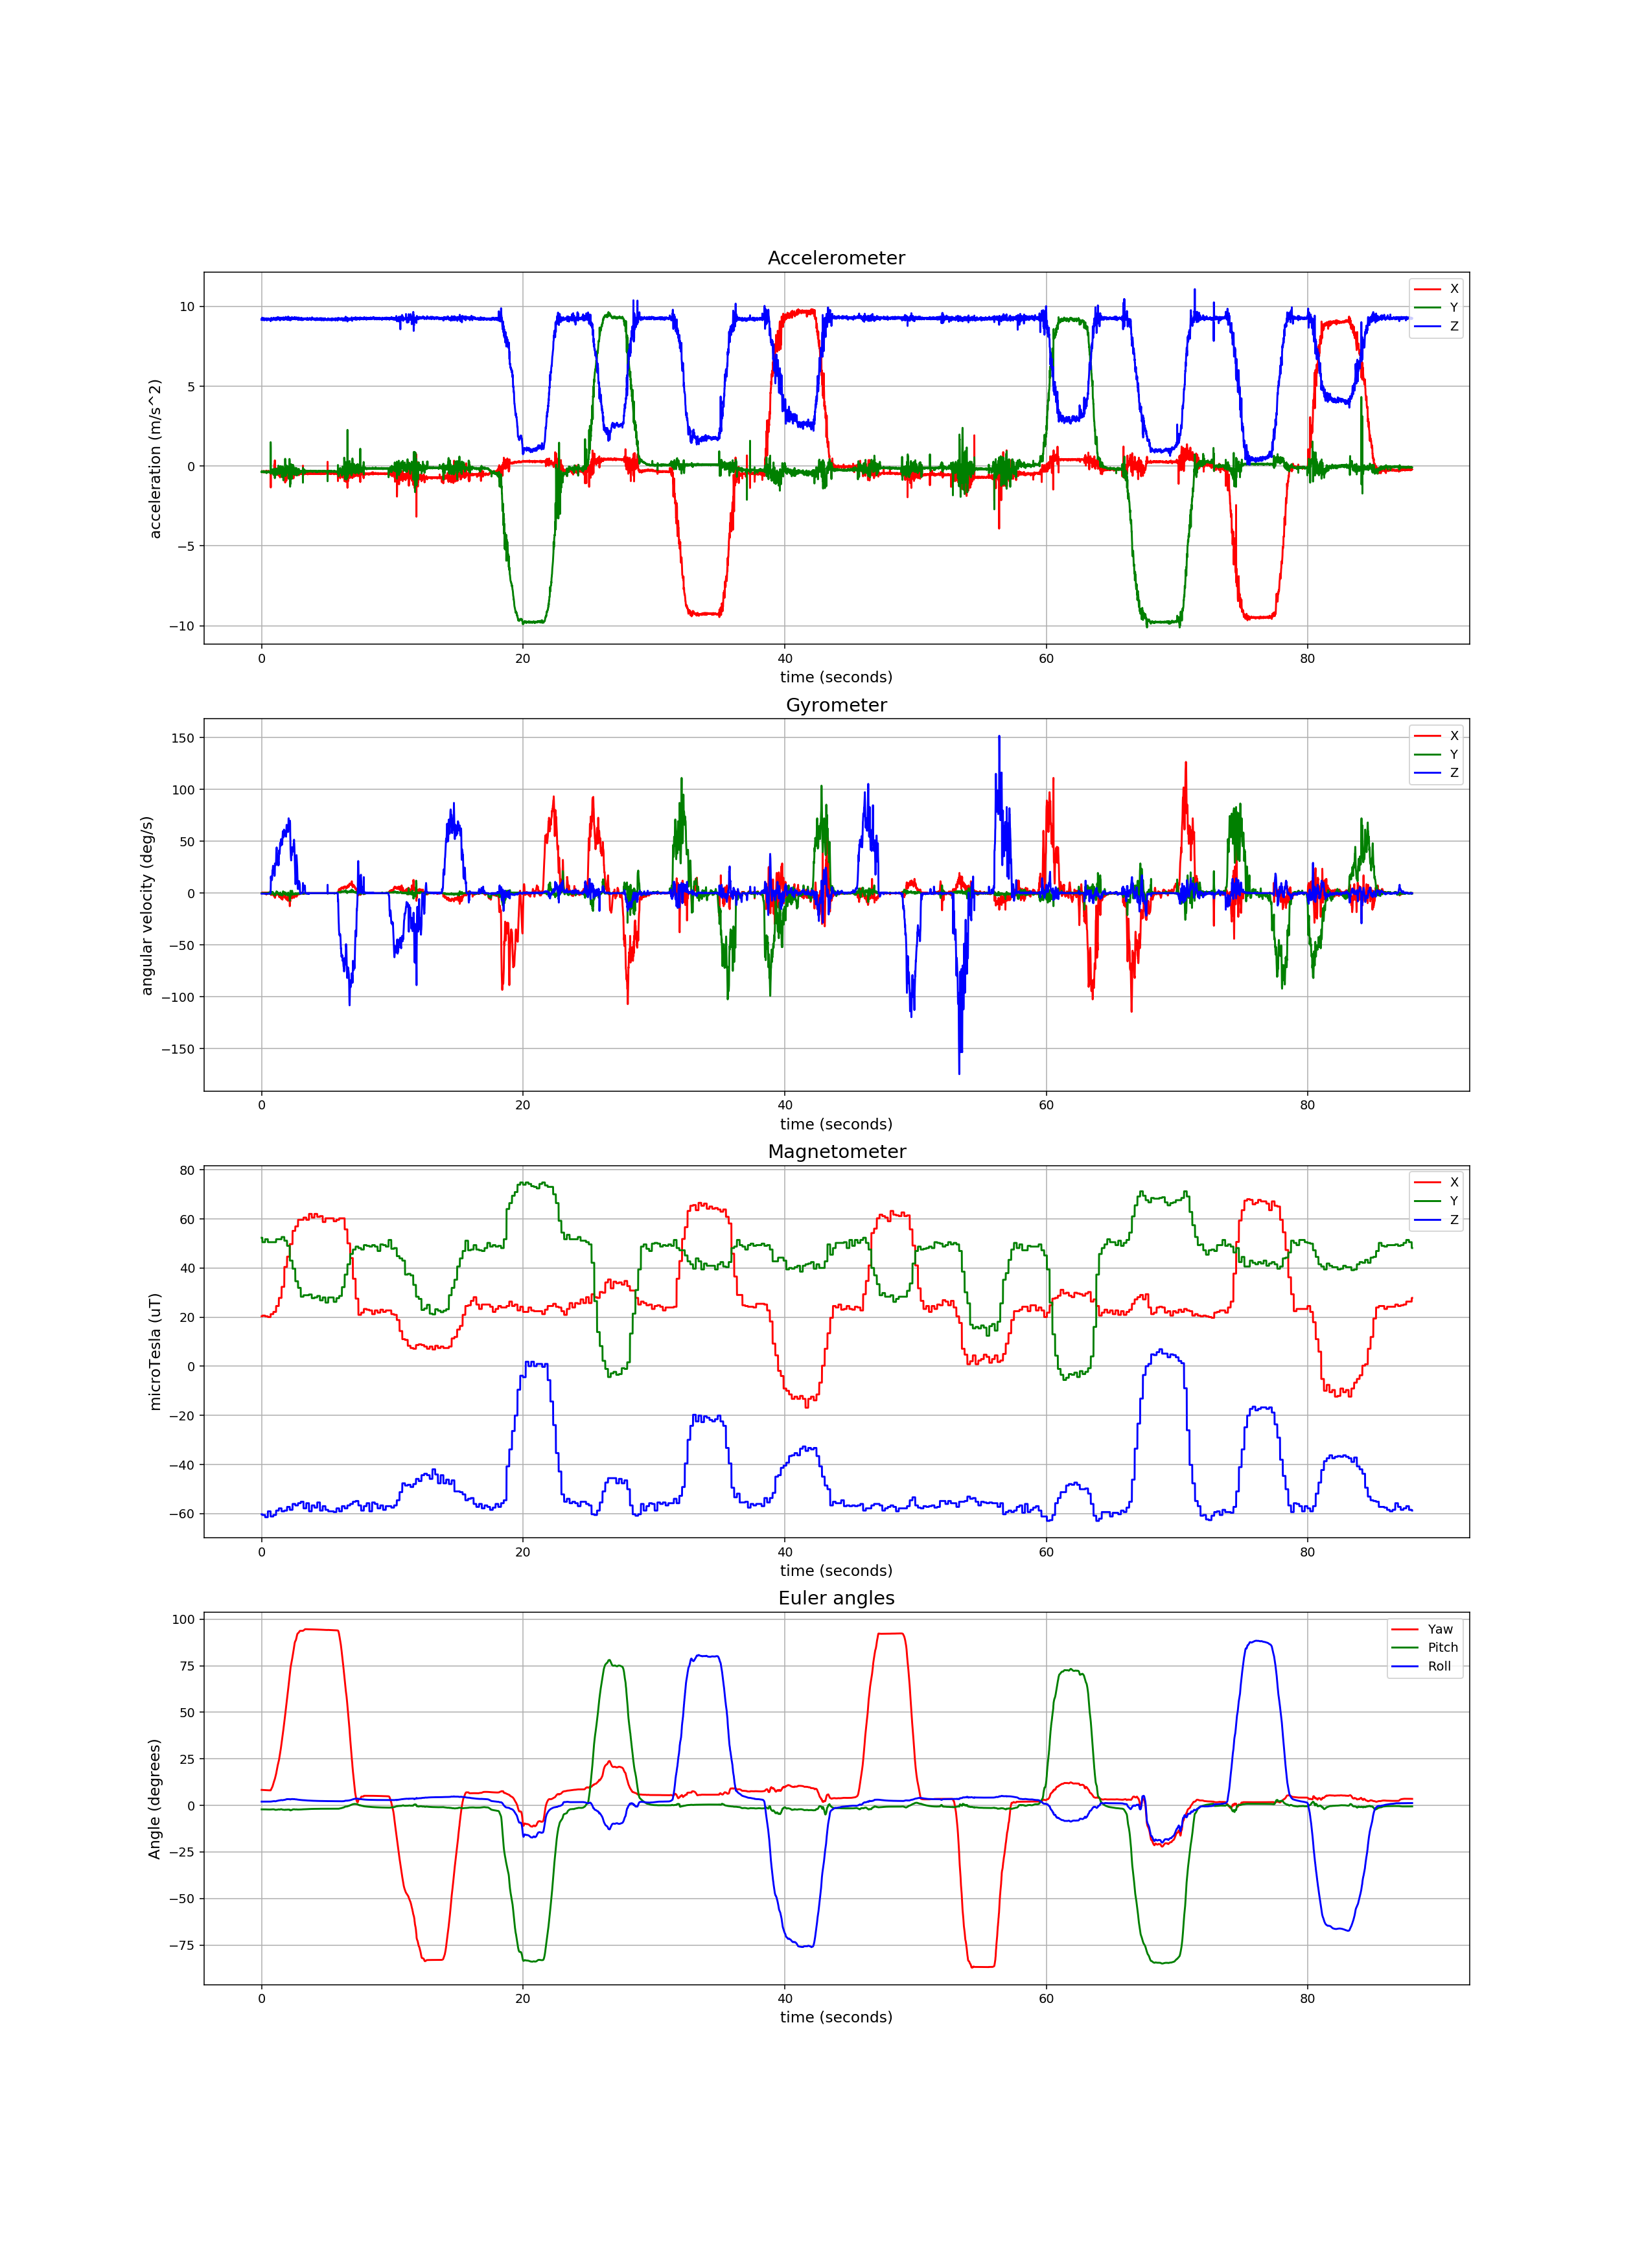 Accelerometer
10
5
0
−5
−10
acceleration (m/s^2)
X
Y
Z
0 20 40 60 80
time (seconds)
Gyrometer
150
100
50
0
−50
−100
−150
angular velocity (deg/s)
X
Y
Z
0 20 40 60 80
time (seconds)
Magnetometer
80
60
40
20
0
−20
−40
−60
microTesla (uT)
X
Y
Z
0 20 40 60 80
time (seconds)
Euler angles
100
75
50
25
0
−25
−50
−75
Angle (degrees)
Yaw
Pitch
Roll
0 20 40 60 80
time (seconds)